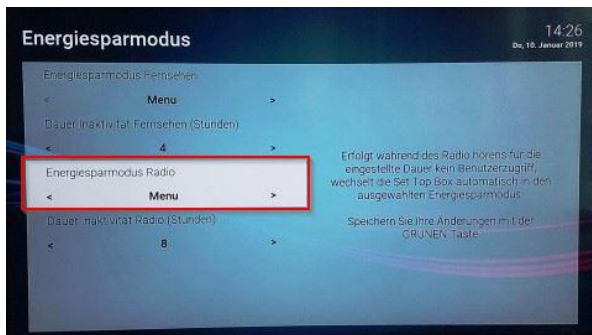 Energiesparmodus
14:26
Do, 10. Januar 2019
Energiesparmodus Fernsehen
< Menu >
Dauer Inaktivität Fernsehen (Stunden)
< 4 >
Energiesparmodus Radio
< Menu >
Dauer Inaktivität Radio (Stunden)
< 8 >
Erfolgt während des Radio hörens für die
eingestellte Dauer kein Benutzerzugriff,
wechselt die Set Top Box automatisch in den
ausgewählten Energiesparmodus.
Speichern Sie Ihre Änderungen mit der
GRÜNEN Taste.